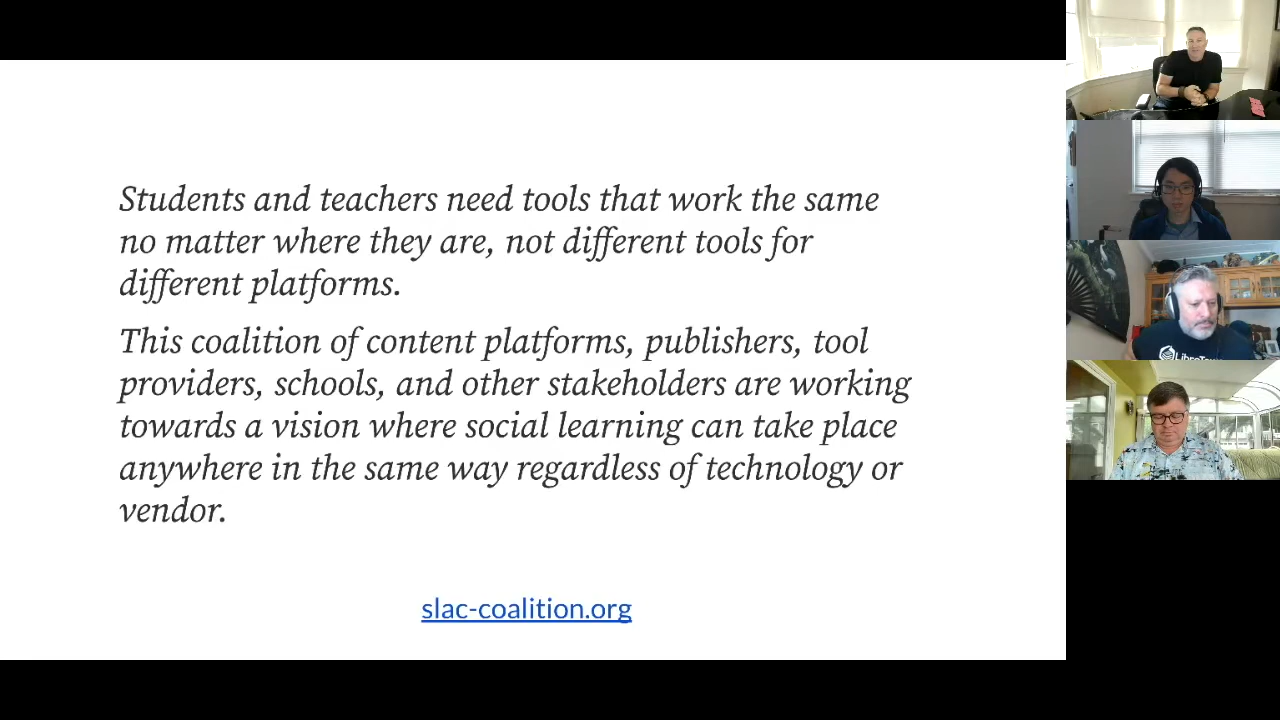 Students and teachers need tools that work the same
no matter where they are, not different tools for
different platforms.
This coalition of content platforms, publishers, tool
providers, schools, and other stakeholders are working
towards a vision where social learning can take place
anywhere in the same way regardless of technology or
vendor.
slac-coalition.org